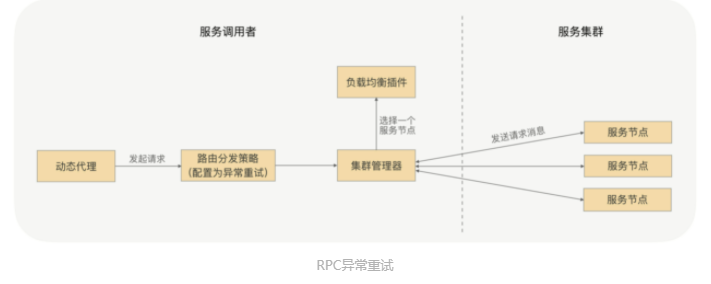 服务调用者
服务集群
负载均衡插件
选择一个
服务节点
发送请求消息
服务节点
动态代理
发起请求
路由分发策略
(配置为异常重试)
集群管理器
服务节点
服务节点
RPC异常重试